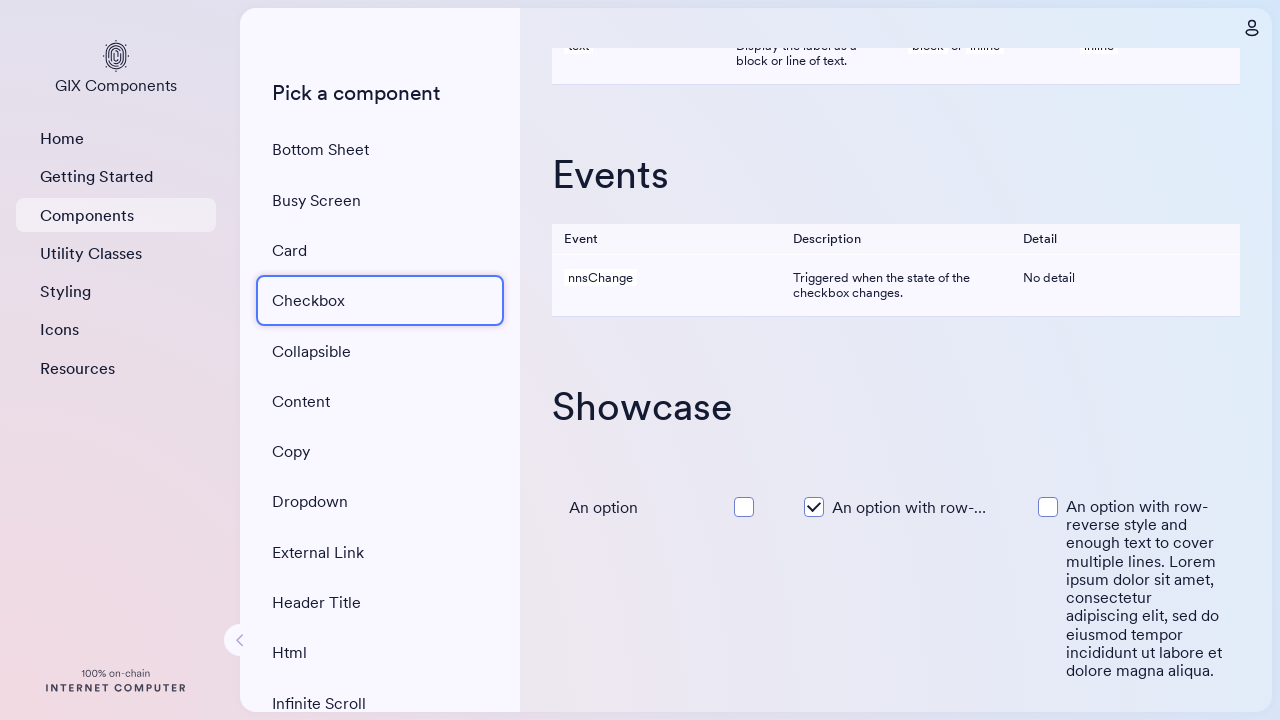 GIX Components
Home
Getting Started
Components
Utility Classes
Styling
Icons
Resources
100% on-chain
INTERNET COMPUTER
Pick a component
Bottom Sheet
Busy Screen
Card
Checkbox
Collapsible
Content
Copy
Dropdown
External Link
Header Title
Html
Infinite Scroll
text
Display the label as a
block or line of text.
block or inline
inline
Events
Event
Description
Detail
nnsChange
Triggered when the state of the
checkbox changes.
No detail
Showcase
An option
An option with row-...
An option with row-
reverse style and
enough text to cover
multiple lines. Lorem
ipsum dolor sit amet,
consectetur
adipiscing elit, sed do
eiusmod tempor
incididunt ut labore et
dolore magna aliqua.